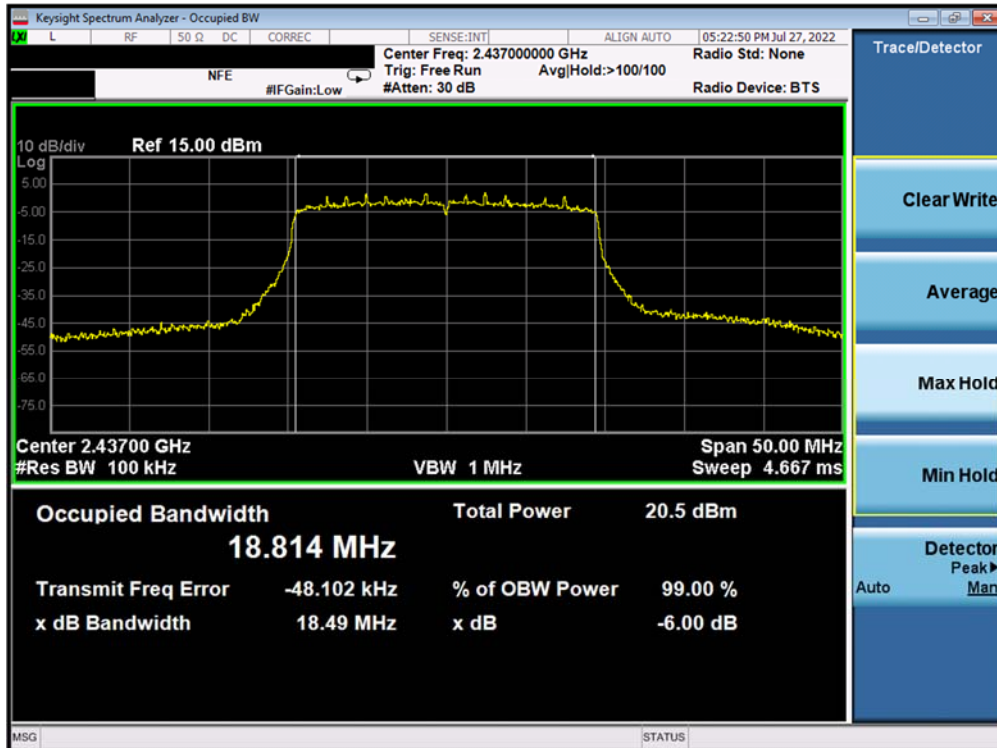 Keysight Spectrum Analyzer - Occupied BW
LXI L RF 50 Ω DC CORREC SENSE:INT ALIGN AUTO 05:22:50 PM Jul 27, 2022
Center Freq: 2.437000000 GHz Radio Std: None
NFE Trig: Free Run Avg|Hold:>100/100
#IFGain:Low #Atten: 30 dB Radio Device: BTS
Trace/Detector
10 dB/div Ref 15.00 dBm
Log
5.00
-5.00
-15.0
-25.0
-35.0
-45.0
-55.0
-65.0
-75.0
Center 2.43700 GHz Span 50.00 MHz
#Res BW 100 kHz VBW 1 MHz Sweep 4.667 ms
Occupied Bandwidth Total Power 20.5 dBm
18.814 MHz
Transmit Freq Error -48.102 kHz % of OBW Power 99.00 %
x dB Bandwidth 18.49 MHz x dB -6.00 dB
Clear Write
Average
Max Hold
Min Hold
Detector
Peak▶
Auto Man
MSG STATUS